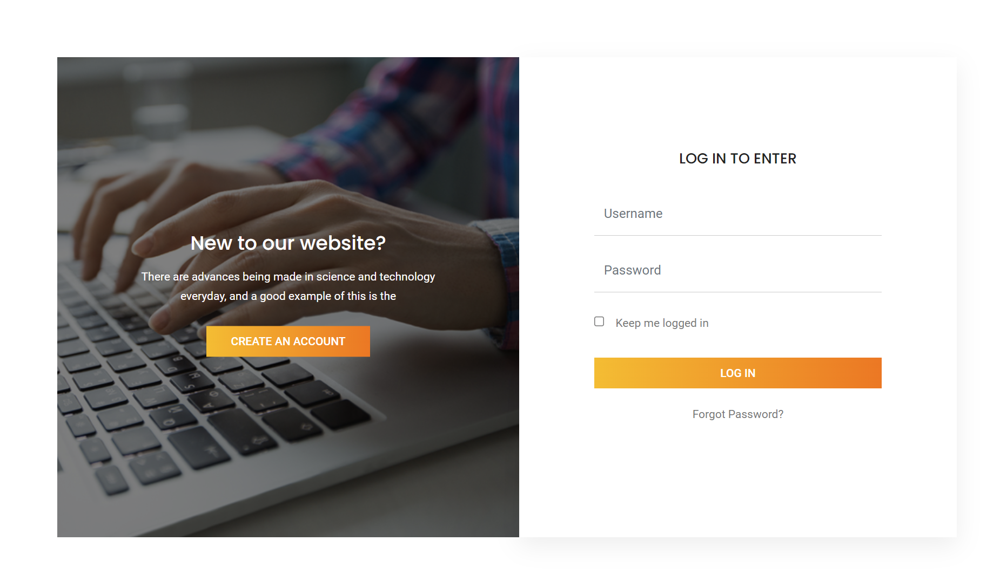 New to our website?
There are advances being made in science and technology
everyday, and a good example of this is the
CREATE AN ACCOUNT
LOG IN TO ENTER
Username
Password
Keep me logged in
LOG IN
Forgot Password?